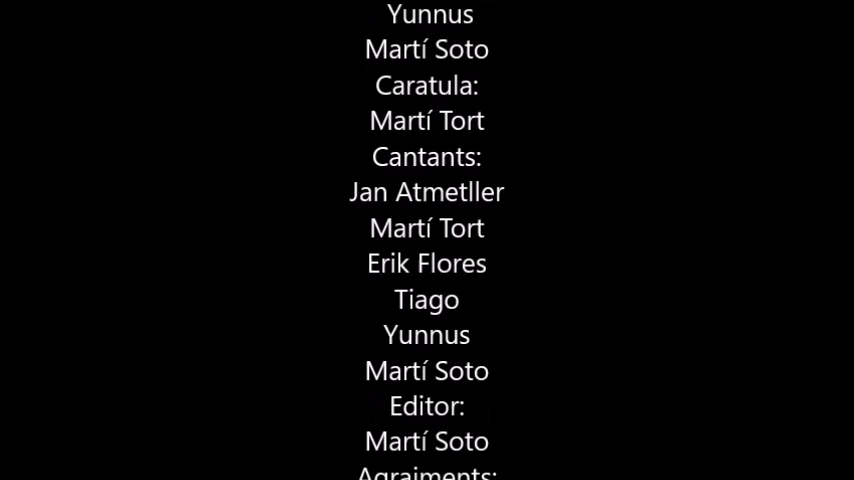 Yunnus
Martí Soto
Caratula:
Martí Tort
Cantants:
Jan Atmetller
Martí Tort
Erik Flores
Tiago
Yunnus
Martí Soto
Editor:
Martí Soto
Agraiments: